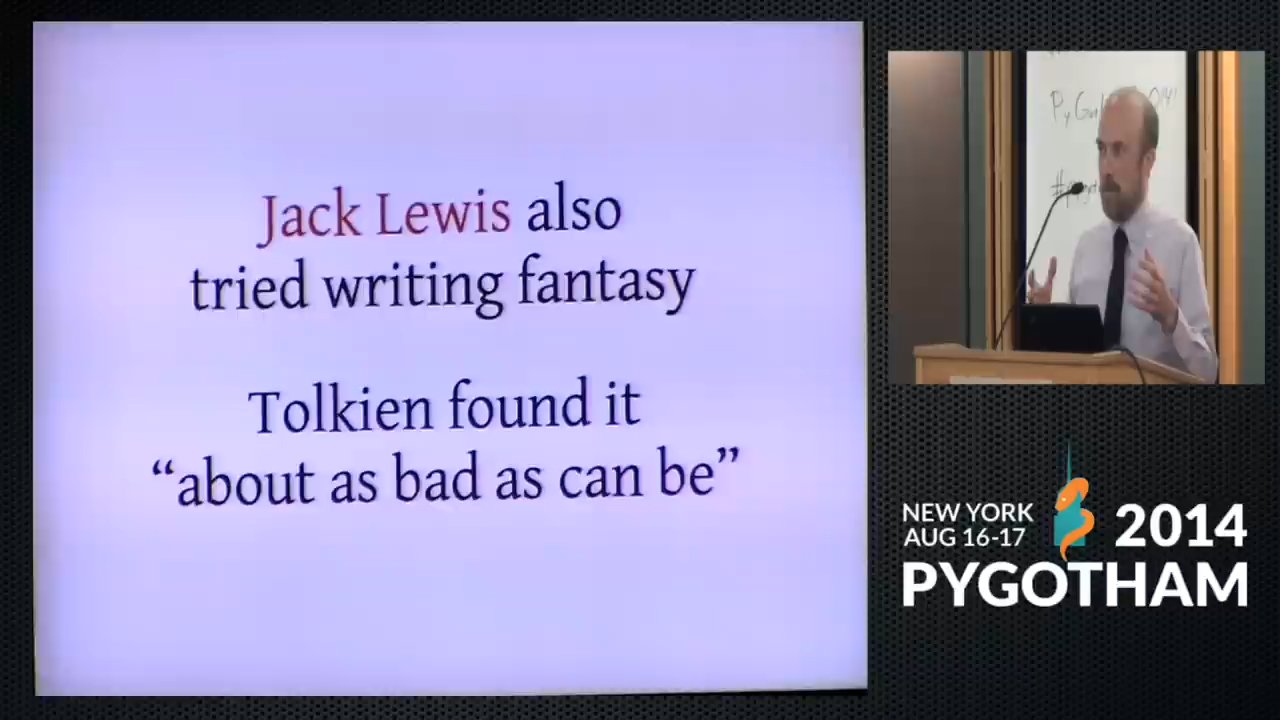 Jack Lewis also
tried writing fantasy
Tolkien found it
“about as bad as can be”
NEW YORK
AUG 16-17
2014
PYGOTHAM